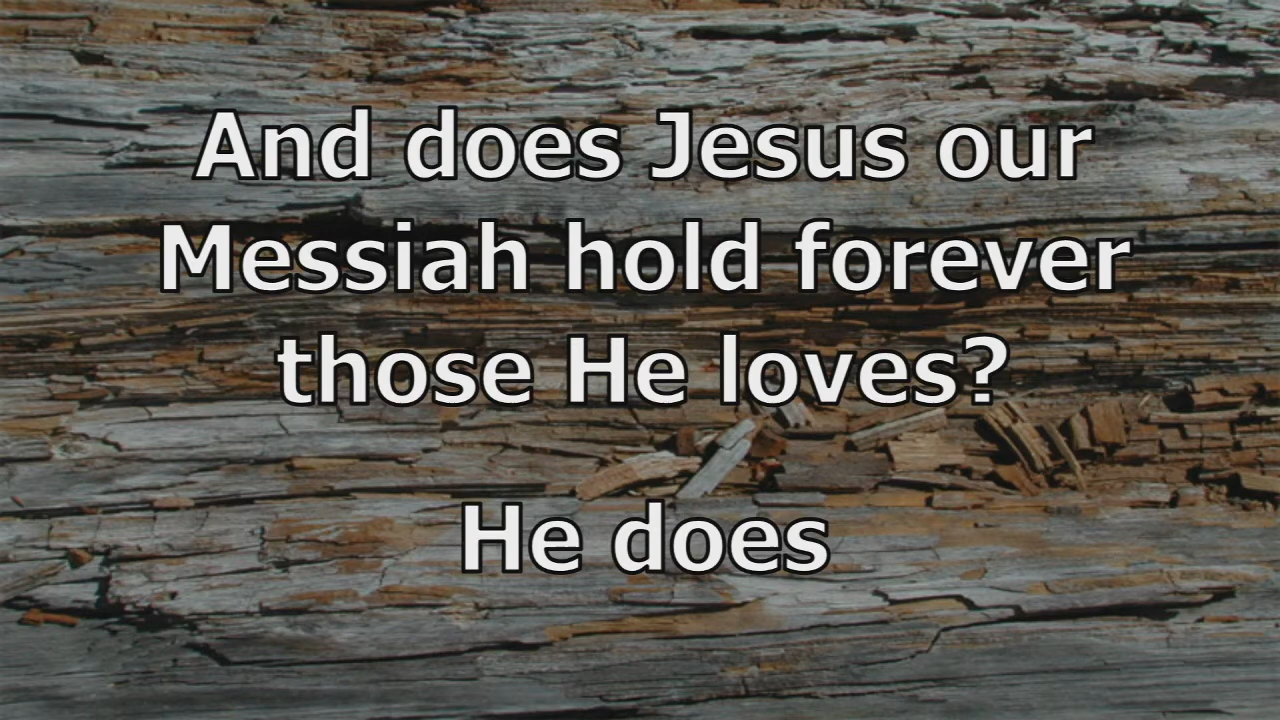 And does Jesus our
Messiah hold forever
those He loves?
He does